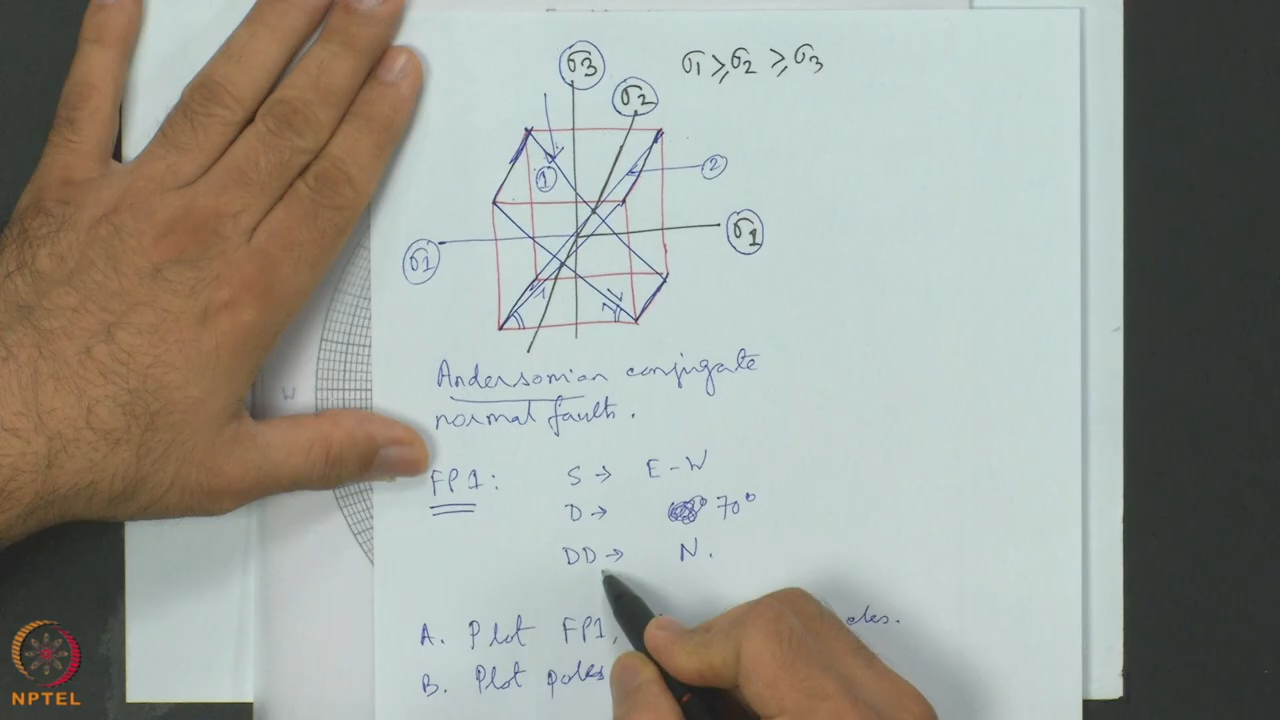 σ3
σ1 ⩾ σ2 ⩾ σ3
σ2
1
2
σ1
σ1
Andersonian conjugate
normal faults.
W
FP1: S → E-W
D → 70°
DD → N.
A. Plot FP1,
B. Plot poles
NPTEL